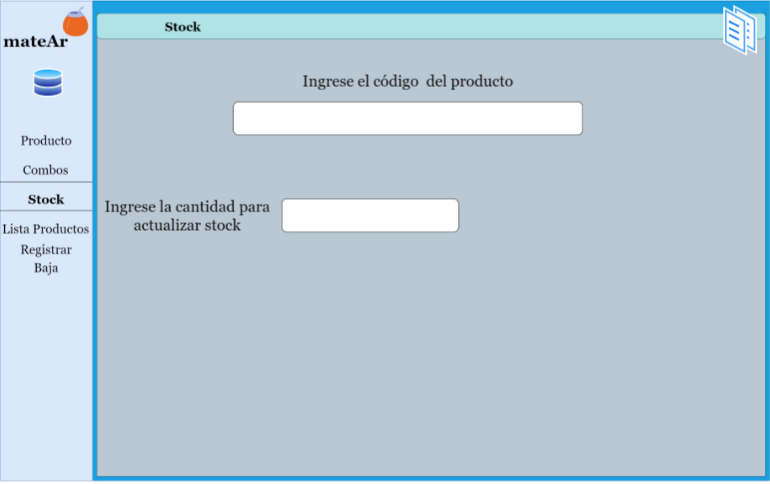 mateAr
Producto
Combos
Stock
Lista Productos
Registrar
Baja
Stock
Ingrese el código  del producto
Ingrese la cantidad para
actualizar stock